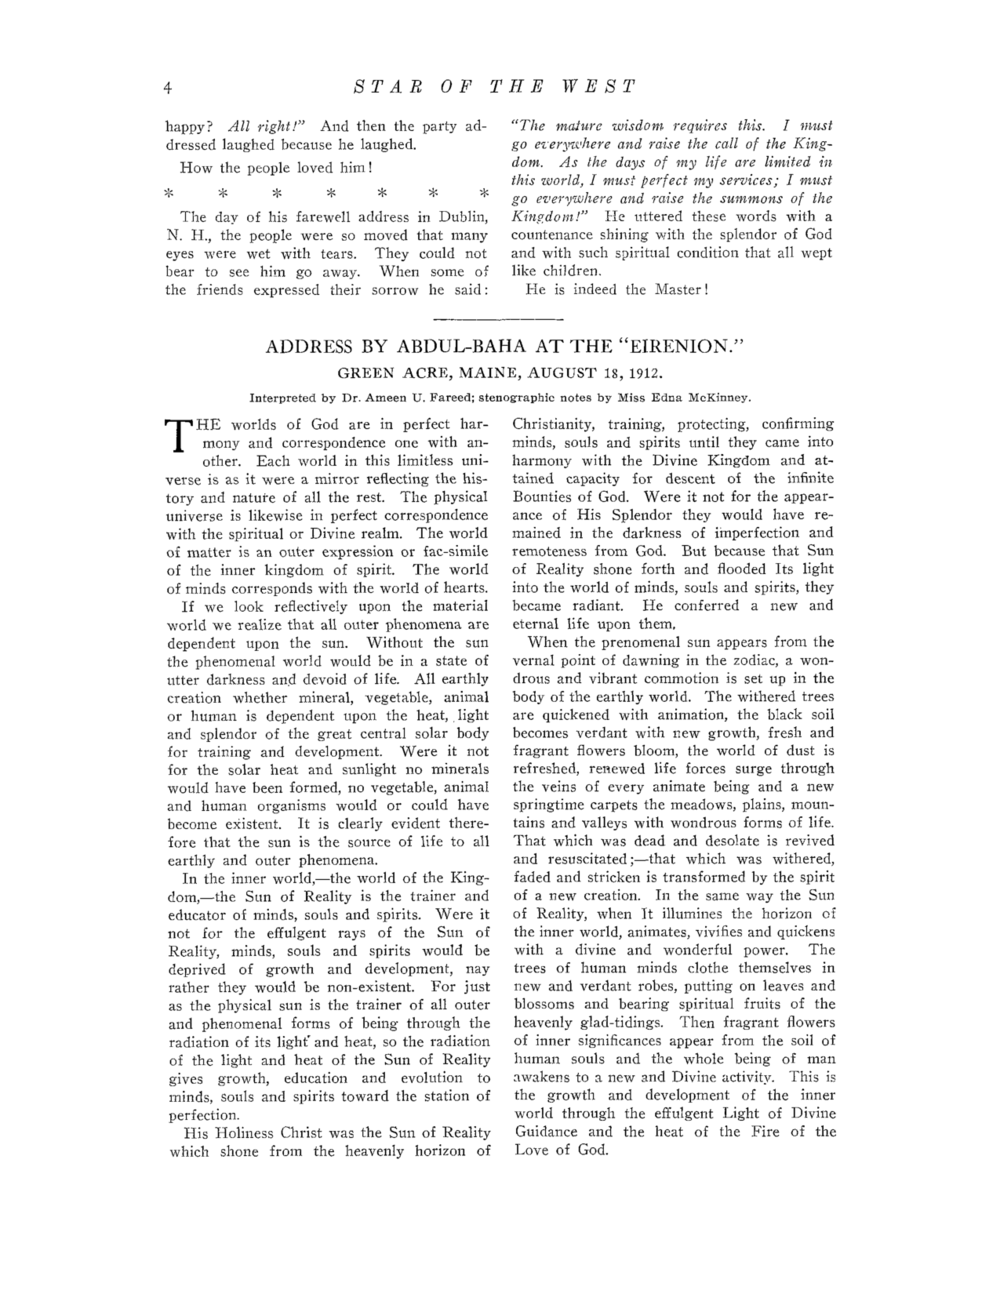 4
STAR OF THE WEST
happy? All right!" And then the party ad-
dressed laughed because he laughed.
How the people loved him!
* * * * * * *
The day of his farewell address in Dublin,
N. H., the people were so moved that many
eyes were wet with tears. They could not
bear to see him go away. When some of
the friends expressed their sorrow he said:
"The mature wisdom requires this. I must
go everywhere and raise the call of the King-
dom. As the days of my life are limited in
this world, I must perfect my services; I must
go everywhere and raise the summons of the
Kingdom!" He uttered these words with a
countenance shining with the splendor of God
and with such spiritual condition that all wept
like children.
He is indeed the Master!
ADDRESS BY ABDUL-BAHA AT THE "EIRENION."
GREEN ACRE, MAINE, AUGUST 18, 1912.
Interpreted by Dr. Ameen U. Fareed; stenographic notes by Miss Edna McKinney.
THE worlds of God are in perfect har-
mony and correspondence one with an-
other. Each world in this limitless uni-
verse is as it were a mirror reflecting the his-
tory and nature of all the rest. The physical
universe is likewise in perfect correspondence
with the spiritual or Divine realm. The world
of matter is an outer expression or fac-simile
of the inner kingdom of spirit. The world
of minds corresponds with the world of hearts.
If we look reflectively upon the material
world we realize that all outer phenomena are
dependent upon the sun. Without the sun
the phenomenal world would be in a state of
utter darkness and devoid of life. All earthly
creation whether mineral, vegetable, animal
or human is dependent upon the heat, light
and splendor of the great central solar body
for training and development. Were it not
for the solar heat and sunlight no minerals
would have been formed, no vegetable, animal
and human organisms would or could have
become existent. It is clearly evident there-
fore that the sun is the source of life to all
earthly and outer phenomena.
In the inner world,—the world of the King-
dom,—the Sun of Reality is the trainer and
educator of minds, souls and spirits. Were it
not for the effulgent rays of the Sun of
Reality, minds, souls and spirits would be
deprived of growth and development, nay
rather they would be non-existent. For just
as the physical sun is the trainer of all outer
and phenomenal forms of being through the
radiation of its light and heat, so the radiation
of the light and heat of the Sun of Reality
gives growth, education and evolution to
minds, souls and spirits toward the station of
perfection.
His Holiness Christ was the Sun of Reality
which shone from the heavenly horizon of
Christianity, training, protecting, confirming
minds, souls and spirits until they came into
harmony with the Divine Kingdom and at-
tained capacity for descent of the infinite
Bounties of God. Were it not for the appear-
ance of His Splendor they would have re-
mained in the darkness of imperfection and
remoteness from God. But because that Sun
of Reality shone forth and flooded Its light
into the world of minds, souls and spirits, they
became radiant. He conferred a new and
eternal life upon them.
When the prenomenal sun appears from the
vernal point of dawning in the zodiac, a won-
drous and vibrant commotion is set up in the
body of the earthly world. The withered trees
are quickened with animation, the black soil
becomes verdant with new growth, fresh and
fragrant flowers bloom, the world of dust is
refreshed, renewed life forces surge through
the veins of every animate being and a new
springtime carpets the meadows, plains, moun-
tains and valleys with wondrous forms of life.
That which was dead and desolate is revived
and resuscitated;—that which was withered,
faded and stricken is transformed by the spirit
of a new creation. In the same way the Sun
of Reality, when It illumines the horizon of
the inner world, animates, vivifies and quickens
with a divine and wonderful power. The
trees of human minds clothe themselves in
new and verdant robes, putting on leaves and
blossoms and bearing spiritual fruits of the
heavenly glad-tidings. Then fragrant flowers
of inner significances appear from the soil of
human souls and the whole being of man
awakens to a new and Divine activity. This is
the growth and development of the inner
world through the effulgent Light of Divine
Guidance and the heat of the Fire of the
Love of God.